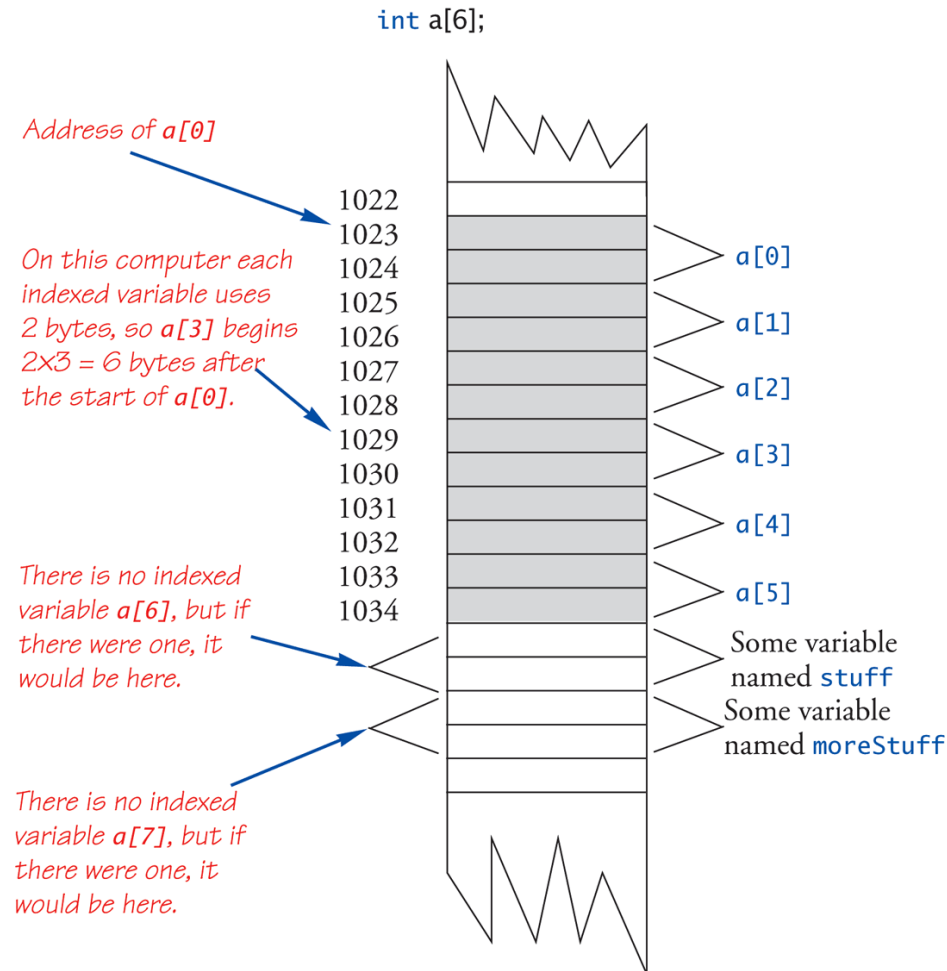 int a[6];
Address of a[0]
1022
1023
1024
1025
1026
1027
1028
1029
1030
1031
1032
1033
1034
On this computer each
indexed variable uses
2 bytes, so a[3] begins
2x3 = 6 bytes after
the start of a[0].
There is no indexed
variable a[6], but if
there were one, it
would be here.
There is no indexed
variable a[7], but if
there were one, it
would be here.
a[0]
a[1]
a[2]
a[3]
a[4]
a[5]
Some variable
named stuff
Some variable
named moreStuff